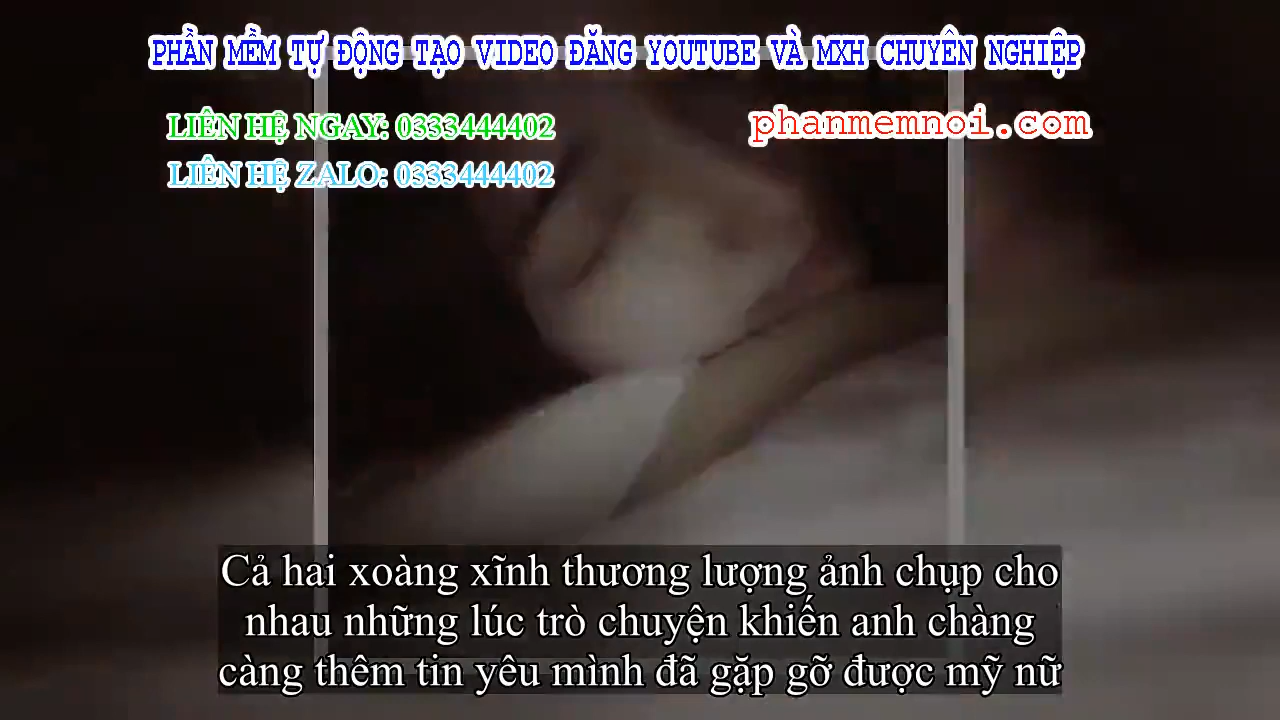 PHẦN MỀM TỰ ĐỘNG TẠO VIDEO ĐĂNG YOUTUBE VÀ MXH CHUYÊN NGHIỆP
LIÊN HỆ NGAY: 0333444402
phanmemnoi.com
LIÊN HỆ ZALO: 0333444402
Cả hai xoàng xĩnh thương lượng ảnh chụp cho
nhau những lúc trò chuyện khiến anh chàng
càng thêm tin yêu mình đã gặp gỡ được mỹ nữ